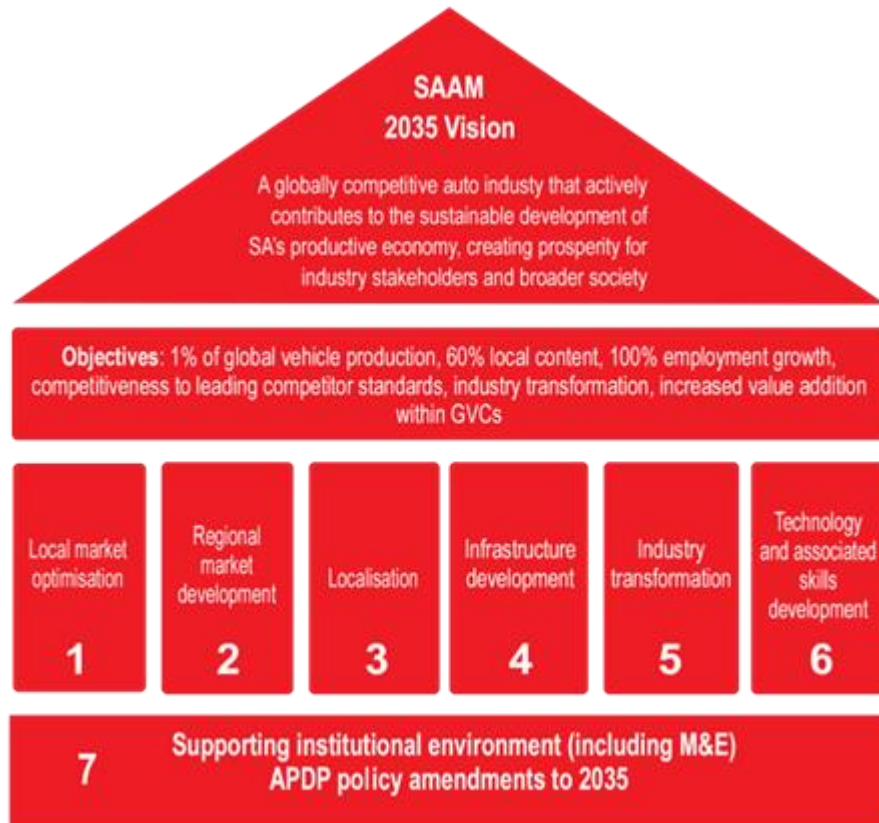 SAAM
2035 Vision
A globally competitive auto industy that actively
contributes to the sustainable development of
SA's productive economy, creating prosperity for
industry stakeholders and broader society
Objectives: 1% of global vehicle production, 60% local content, 100% employment growth,
competitiveness to leading competitor standards, industry transformation, increased value addition
within GVCs
Local market
optimisation
1
Regional
market
development
2
Localisation
3
Infrastructure
development
4
Industry
transformation
5
Technology
and associated
skills
development
6
7
Supporting institutional environment (including M&E)
APDP policy amendments to 2035